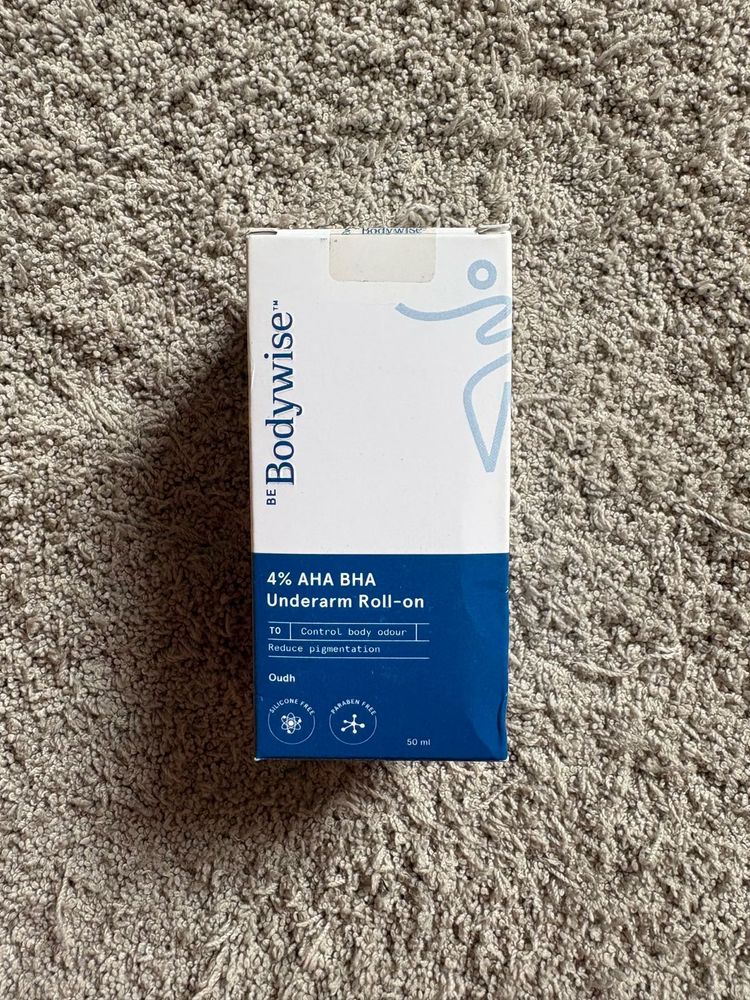 Bodywise
BE Bodywise™
4% AHA BHA
Underarm Roll-on
TO Control body odour
Reduce pigmentation
Oudh
SILICONE FREE
PARABEN FREE
50 ml